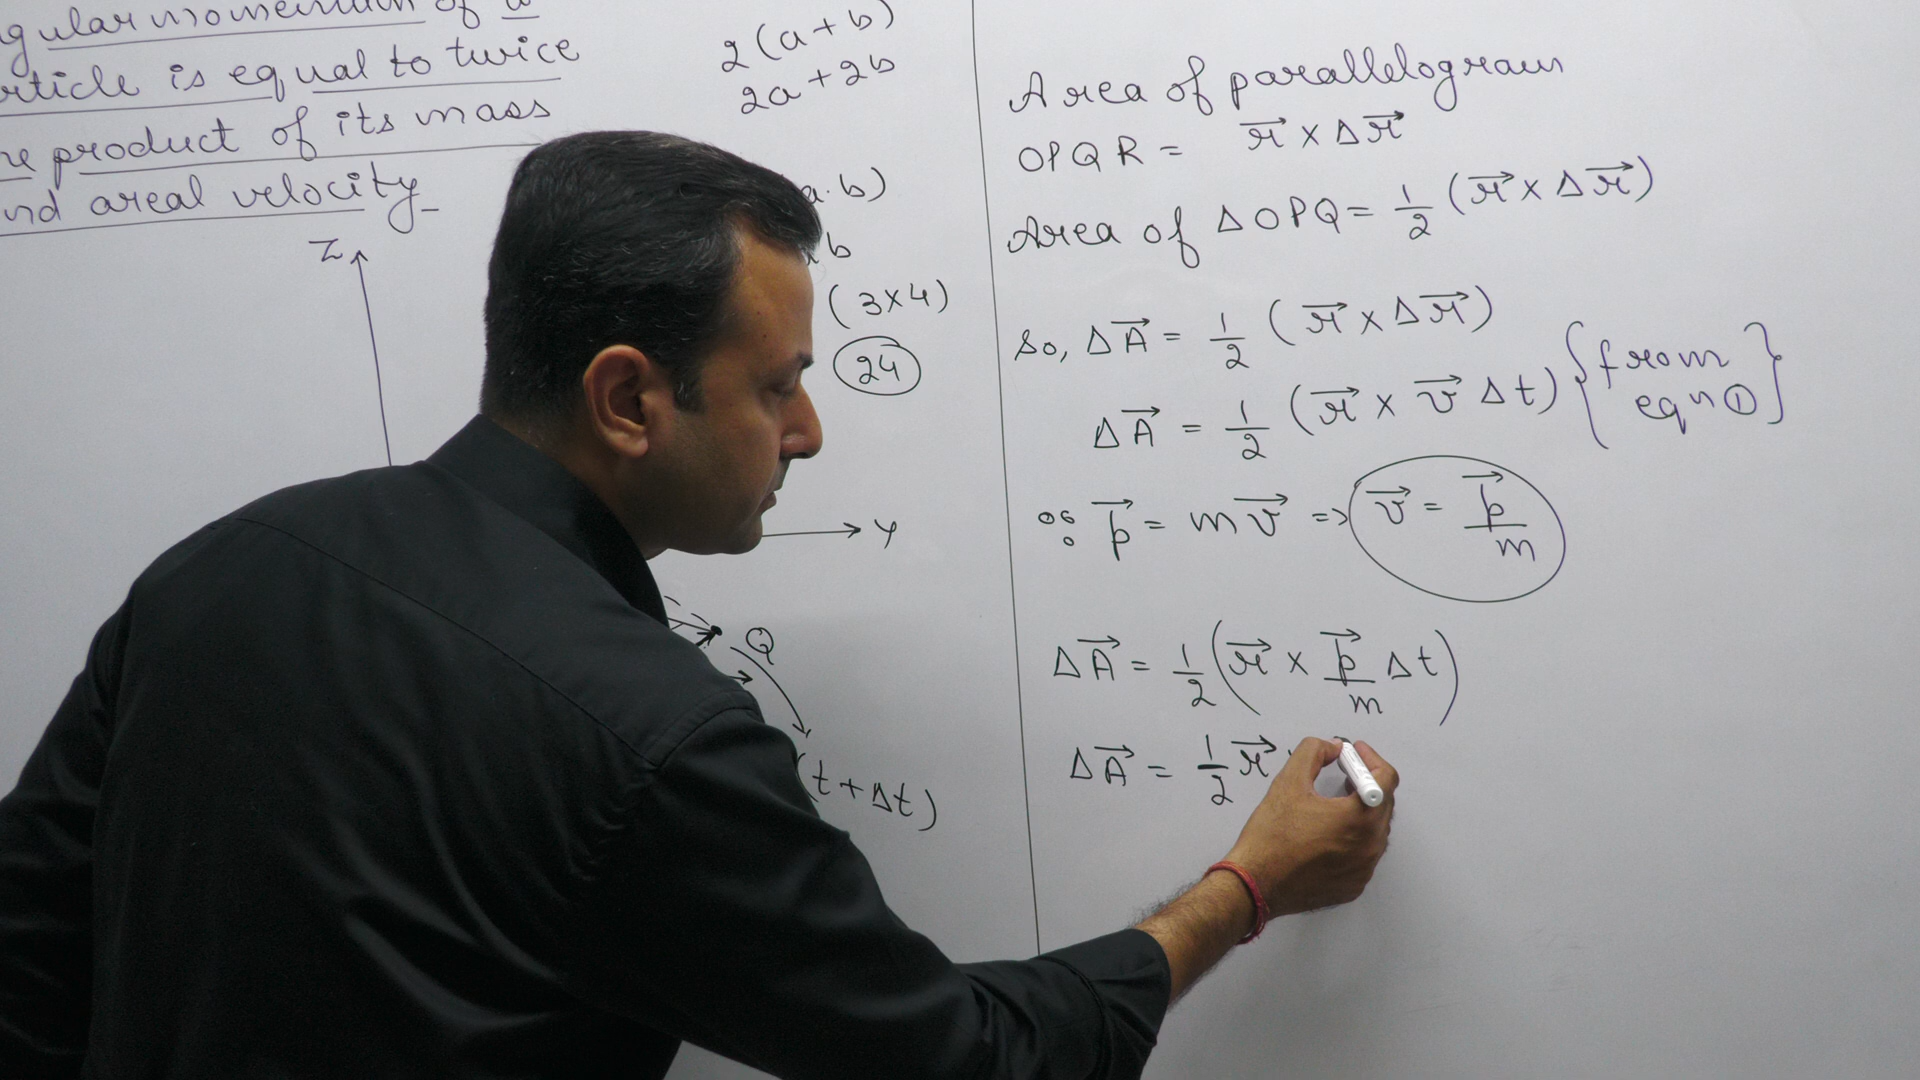 gular momentum of a
rticle is equal to twice
he product of its mass
nd areal velocity
Z
2(a+b)
2a+2b
a·b)
b
(3×4)
24
Y
Q
(t+Δt)
Area of parallelogram
OPQR = r⃗ × Δr⃗
Area of ΔOPQ = 1/2 (r⃗ × Δr⃗)
So, ΔA⃗ = 1/2 (r⃗ × Δr⃗)
ΔA⃗ = 1/2 (r⃗ × v⃗ Δt) {from eqn ①}
∵ p⃗ = mv⃗ => v⃗ = p⃗/m
ΔA⃗ = 1/2 (r⃗ × p⃗/m Δt)
ΔA⃗ = 1/2 r⃗